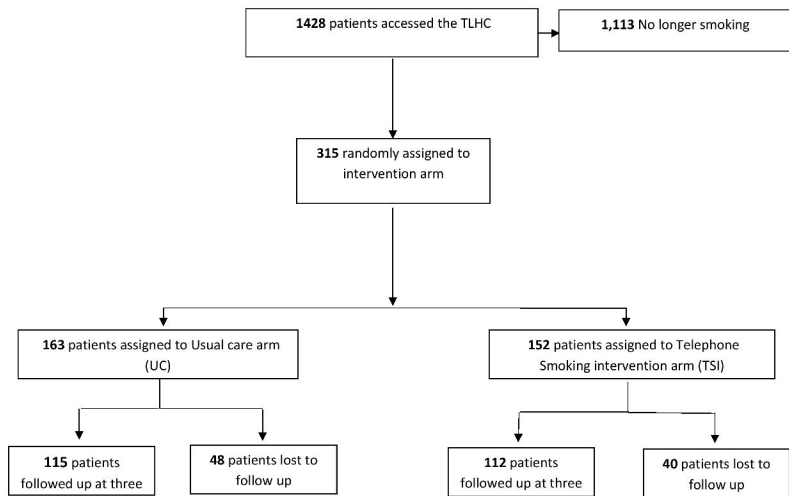 1428 patients accessed the TLHC
1,113 No longer smoking
315 randomly assigned to
intervention arm
163 patients assigned to Usual care arm
(UC)
152 patients assigned to Telephone
Smoking intervention arm (TSI)
115 patients
followed up at three
48 patients lost to
follow up
112 patients
followed up at three
40 patients lost to
follow up